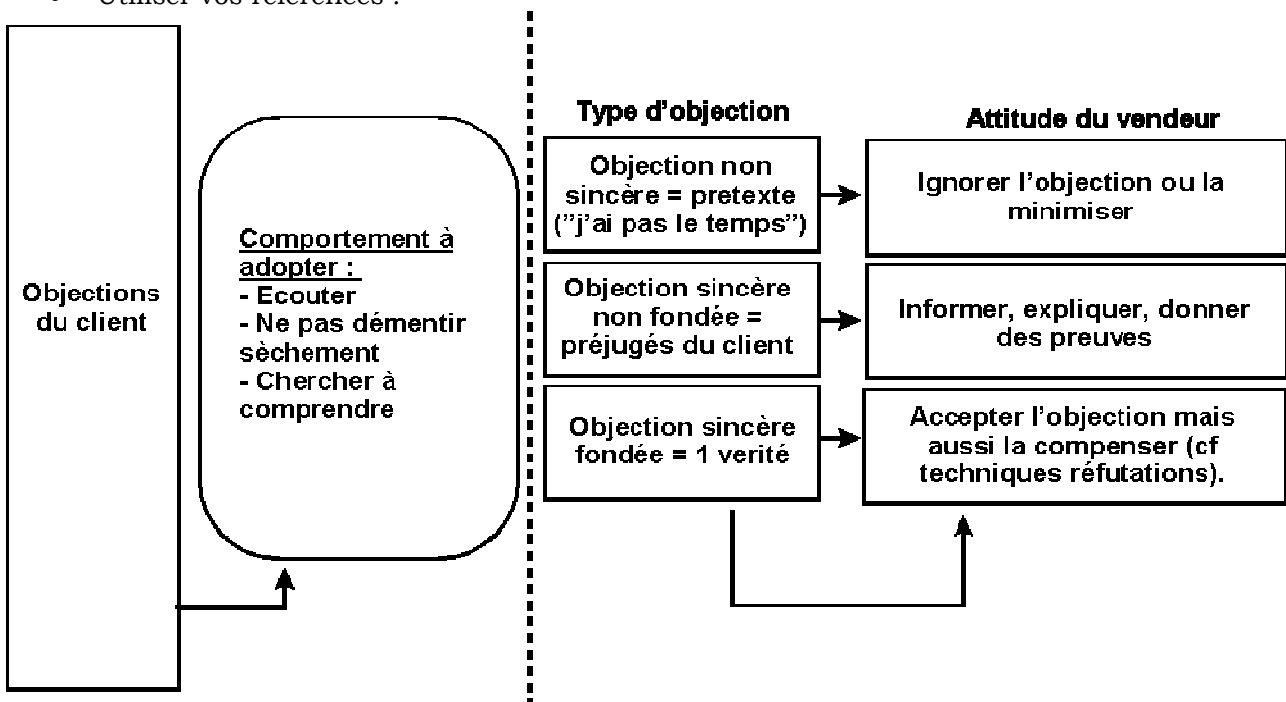 Utiliser vos références :
Objections
du client
Comportement à
adopter :
- Ecouter
- Ne pas démentir
sèchement
- Chercher à
comprendre
Type d'objection
Objection non
sincère = pretexte
("j'ai pas le temps")
Objection sincère
non fondée =
préjugés du client
Objection sincère
fondée = 1 verité
Attitude du vendeur
Ignorer l'objection ou la
minimiser
Informer, expliquer, donner
des preuves
Accepter l'objection mais
aussi la compenser (cf
techniques réfutations).